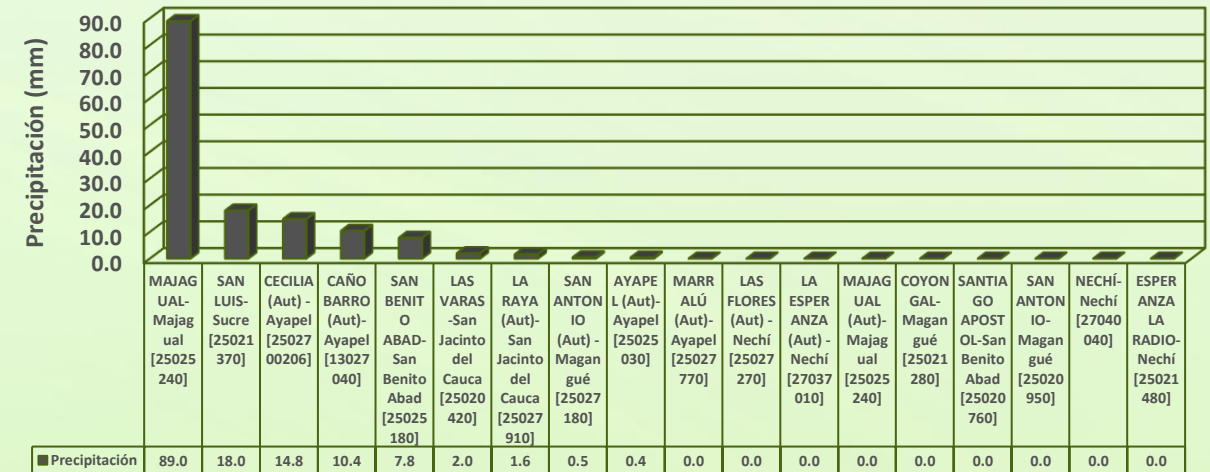 Precipitación (mm)
90.0
80.0
70.0
60.0
50.0
40.0
30.0
20.0
10.0
0.0
MAJAG
UAL-
Majag
ual
[25025
240]
SAN
LUIS-
Sucre
[25021
370]
CECILIA
(Aut) -
Ayapel
[25027
00206]
CAÑO
BARRO
(Aut)-
Ayapel
[13027
040]
SAN
BENIT
O
ABAD-
San
Benito
Abad
[25025
180]
LAS
VARAS
-San
Jacinto
del
Cauca
[25020
420]
LA
RAYA
(Aut)-
San
Jacinto
del
Cauca
[25027
910]
SAN
ANTON
IO
(Aut) -
Magan
gué
[25027
180]
AYAPE
L (Aut)-
Ayapel
[25025
030]
MARR
ALÚ
(Aut)-
Ayapel
[25027
770]
LAS
FLORES
(Aut) -
Nechí
[25027
270]
LA
ESPER
ANZA
(Aut) -
Nechí
[27037
010]
MAJAG
UAL
(Aut)-
Majag
ual
[25025
240]
COYON
GAL-
Magan
gué
[25021
280]
SANTIA
GO
APOST
OL-San
Benito
Abad
[25020
760]
SAN
ANTON
IO-
Magan
gué
[25020
950]
NECHÍ-
Nechí
[27040
040]
ESPER
ANZA
LA
RADIO-
Nechí
[25021
480]
Precipitación 89.0 18.0 14.8 10.4 7.8 2.0 1.6 0.5 0.4 0.0 0.0 0.0 0.0 0.0 0.0 0.0 0.0 0.0